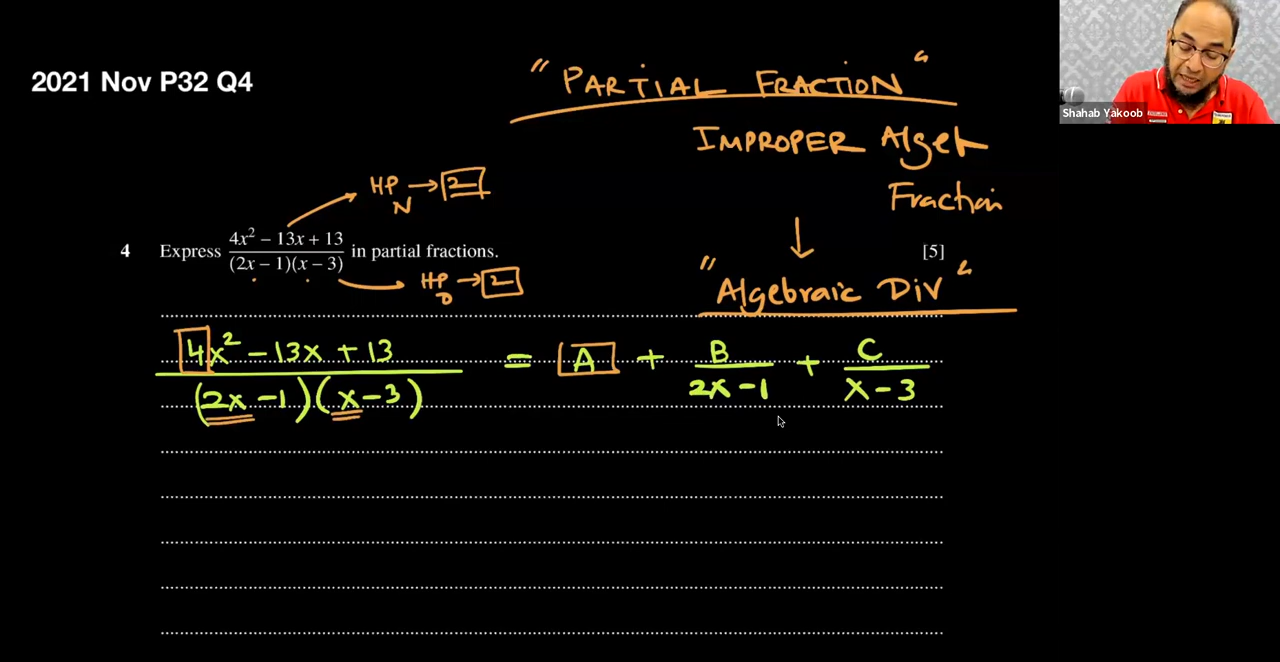 2021 Nov P32 Q4
" PARTIAL FRACTION "
IMPROPER Algeb
Fraction
HP → 2
N
4 Express (4x² − 13x + 13)/((2x − 1)(x − 3)) in partial fractions. [5]
HP → 2
D
" Algebraic Div "
(4x² − 13x + 13)/((2x − 1)(x − 3)) = A + B/(2x − 1) + C/(x − 3)
Shahab Yakoob